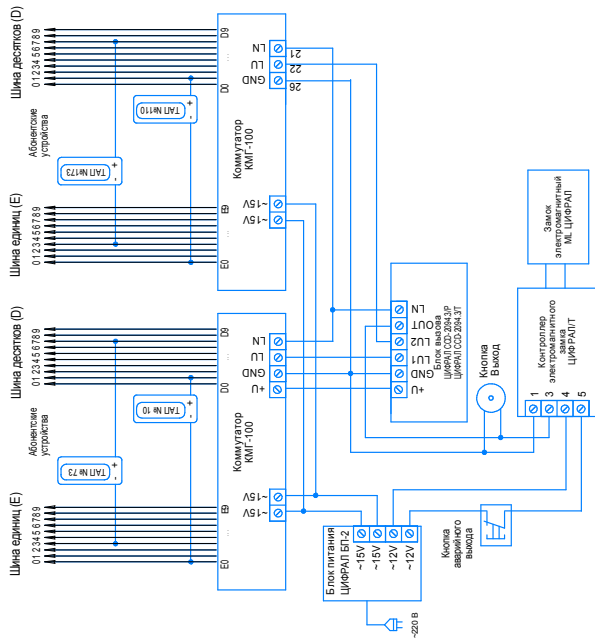 Шина десятков (D)
0 1 2 3 4 5 6 7 8 9
Абонентские
устройства
ТАП №173
+
-
ТАП №110
+
-
Шина единиц (E)
0 1 2 3 4 5 6 7 8 9
D9
...
D0
E9
...
E0
Коммутатор
КМГ-100
LN
LU
GND
21
22
26
~15V
~15V
Шина десятков (D)
0 1 2 3 4 5 6 7 8 9
Абонентские
устройства
ТАП № 73
+
-
ТАП № 10
+
-
Шина единиц (E)
0 1 2 3 4 5 6 7 8 9
D9
...
D0
E9
...
E0
Коммутатор
КМГ-100
LN
LU
GND
+U
~15V
~15V
Блок вызова
ЦИФРАЛ CCD-2094.3/P
ЦИФРАЛ CCD-2094.3/T
LN
OUT
LU2
LU1
GND
+U
Замок
электромагнитный
ML ЦИФРАЛ
Контроллер
электромагнитного
замка
ЦИФРАЛ/Т
1
3
4
5
Кнопка
Выход
Кнопка
аварийного
выхода
Блок питания
ЦИФРАЛ БП-2
~15V
~15V
~12V
~12V
~220 В